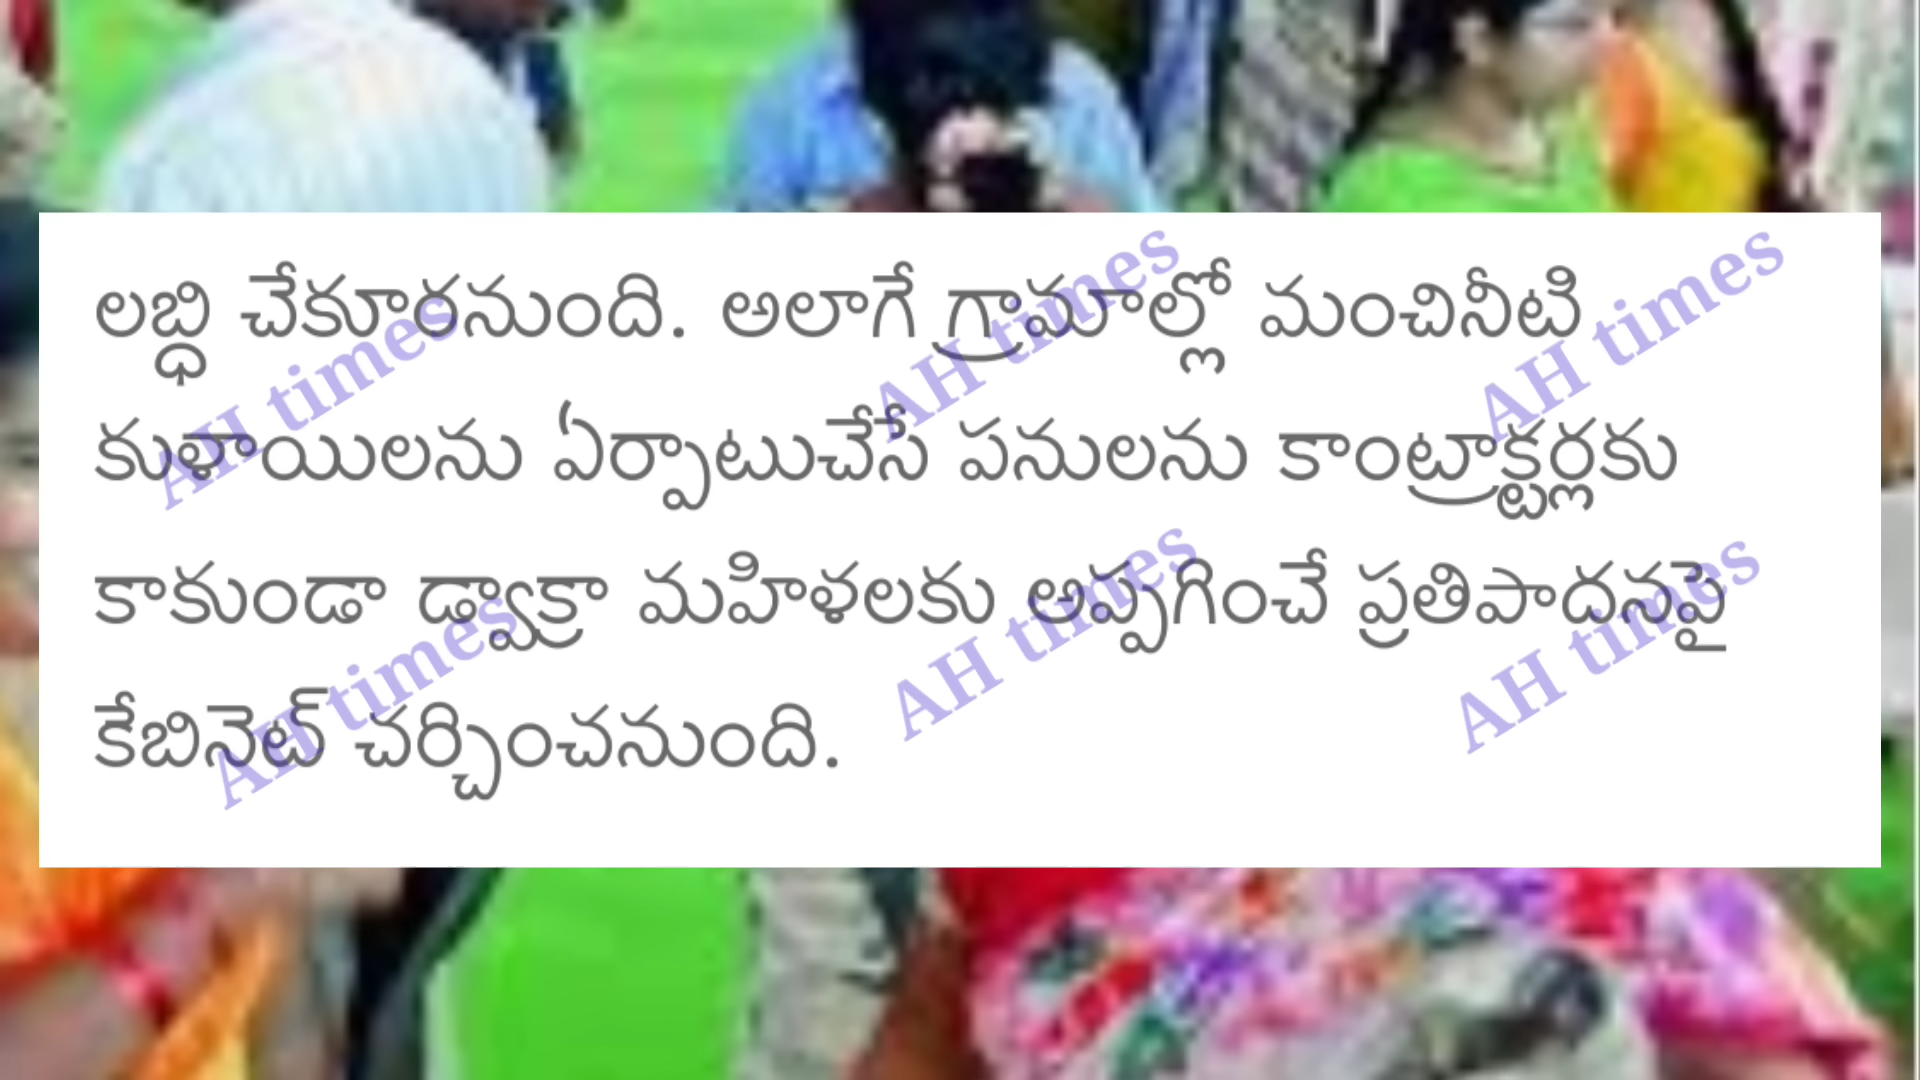 లబ్ధి చేకూరనుంది. అలాగే గ్రామాల్లో మంచినీటి
కుళాయిలను ఏర్పాటుచేసే పనులను కాంట్రాక్టర్లకు
కాకుండా డ్వాక్రా మహిళలకు అప్పగించే ప్రతిపాదనపై
కేబినెట్ చర్చించనుంది.
AH times
AH times
AH times
AH times
AH times
AH times